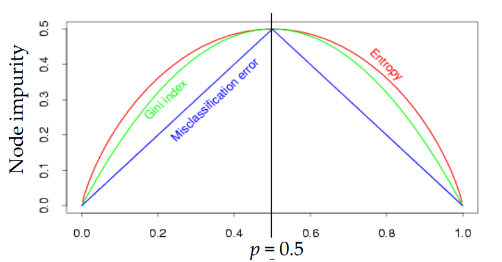 Node impurity
0.5
0.4
0.3
0.2
0.1
0.0
Entropy
Gini index
Misclassification error
0.0 0.2 0.4 0.6 0.8 1.0
p = 0.5